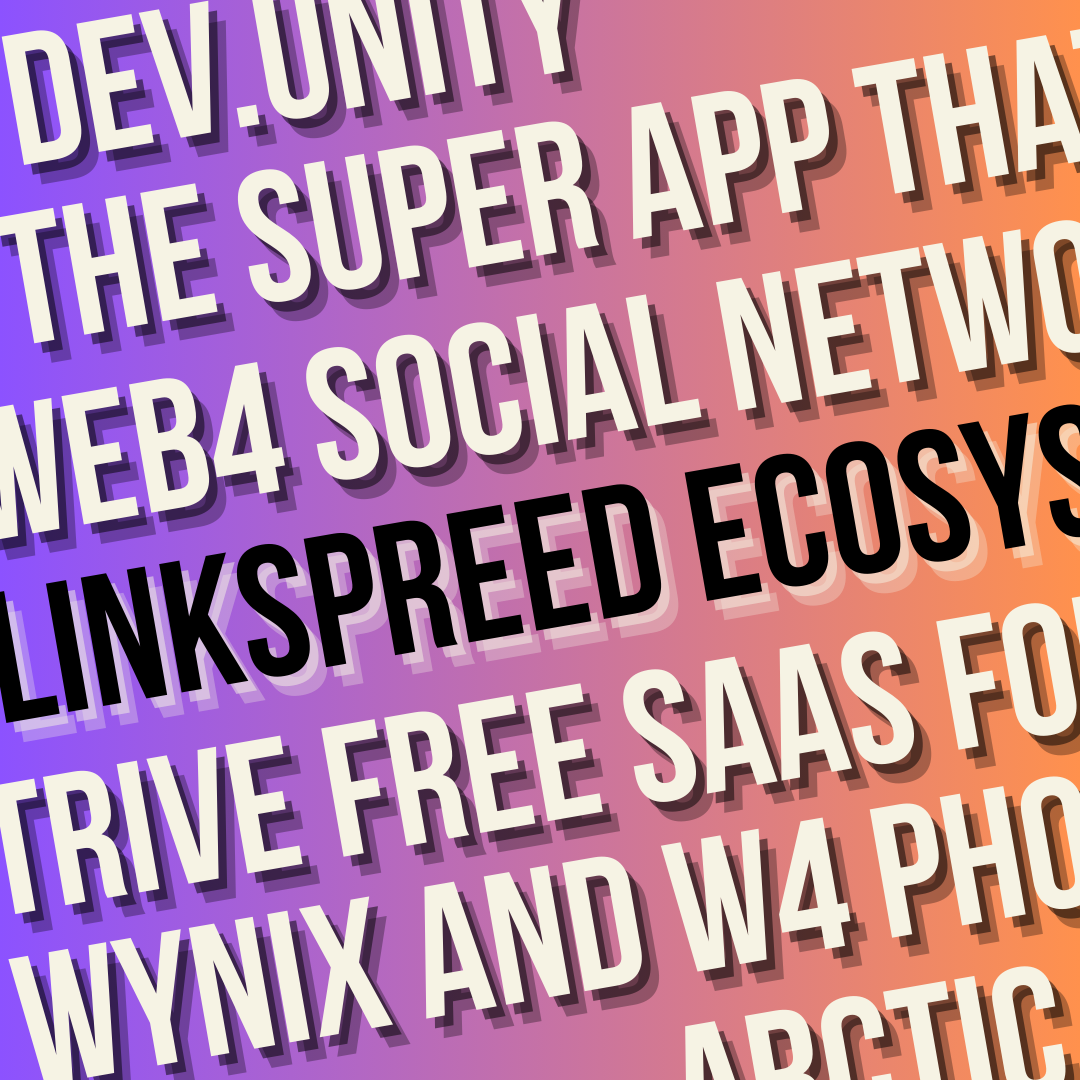 DEV.UNITY
THE SUPER APP THAT
WEB4 SOCIAL NETWO
LINKSPREED ECOSYS
TRIVE FREE SAAS FO
WYNIX AND W4 PHO
ARCTIC